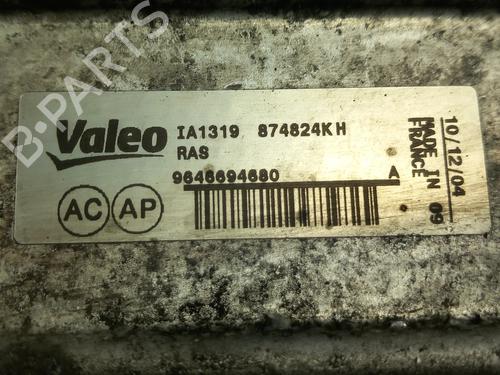 B-PARTS
Valeo
IA1319 874824KH
RAS
9646694680 A
AC AP
10/12/04
MADE IN 09
FRANCE